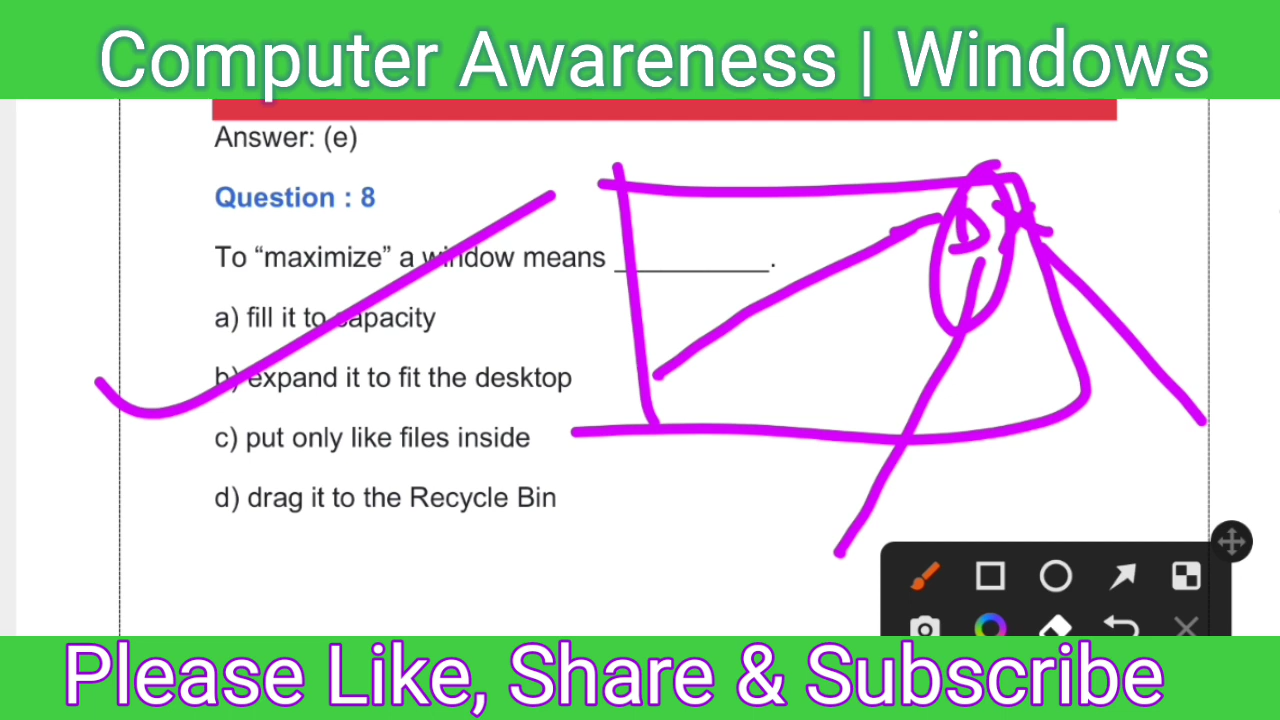 Computer Awareness | Windows
Answer: (e)
Question : 8
To “maximize” a window means __________.
a) fill it to capacity
b) expand it to fit the desktop
c) put only like files inside
d) drag it to the Recycle Bin
Please Like, Share & Subscribe